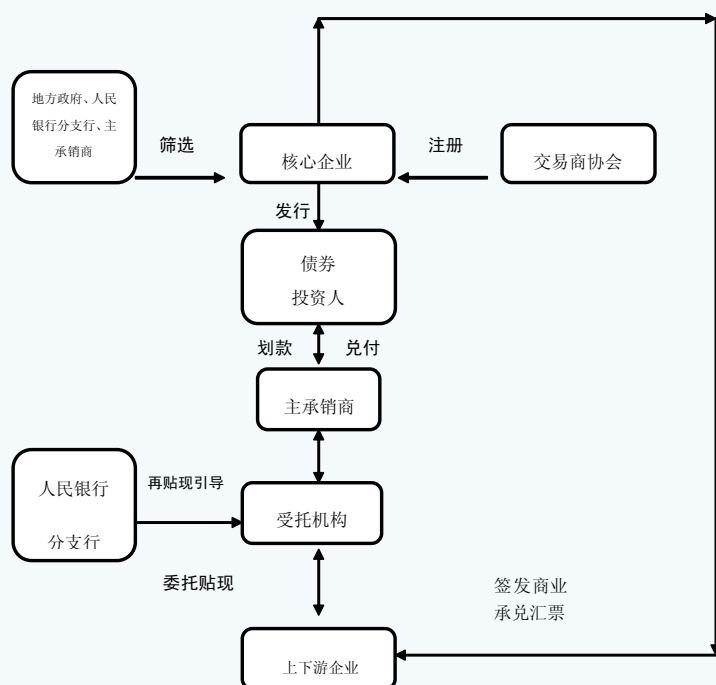 地方政府、人民
银行分支行、主
承销商
筛选
核心企业
注册
交易商协会
发行
债券
投资人
划款
兑付
主承销商
人民银行
分支行
再贴现引导
受托机构
委托贴现
签发商业
承兑汇票
上下游企业